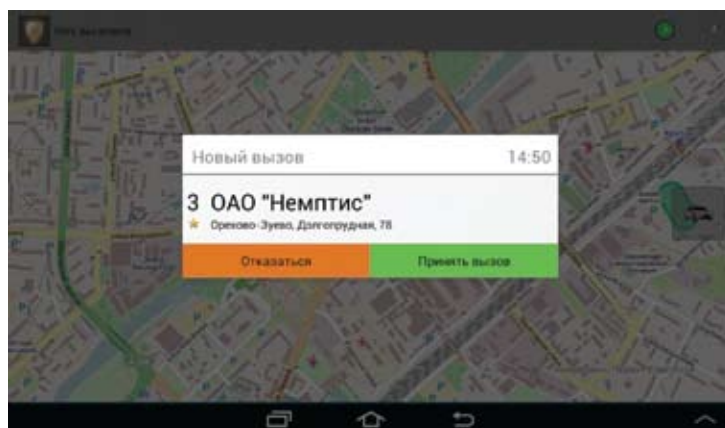 Новый вызов 14:50
3 ОАО "Немптис"
Орехово-Зуево, Долгопрудная, 78
Отказаться Принять вызов